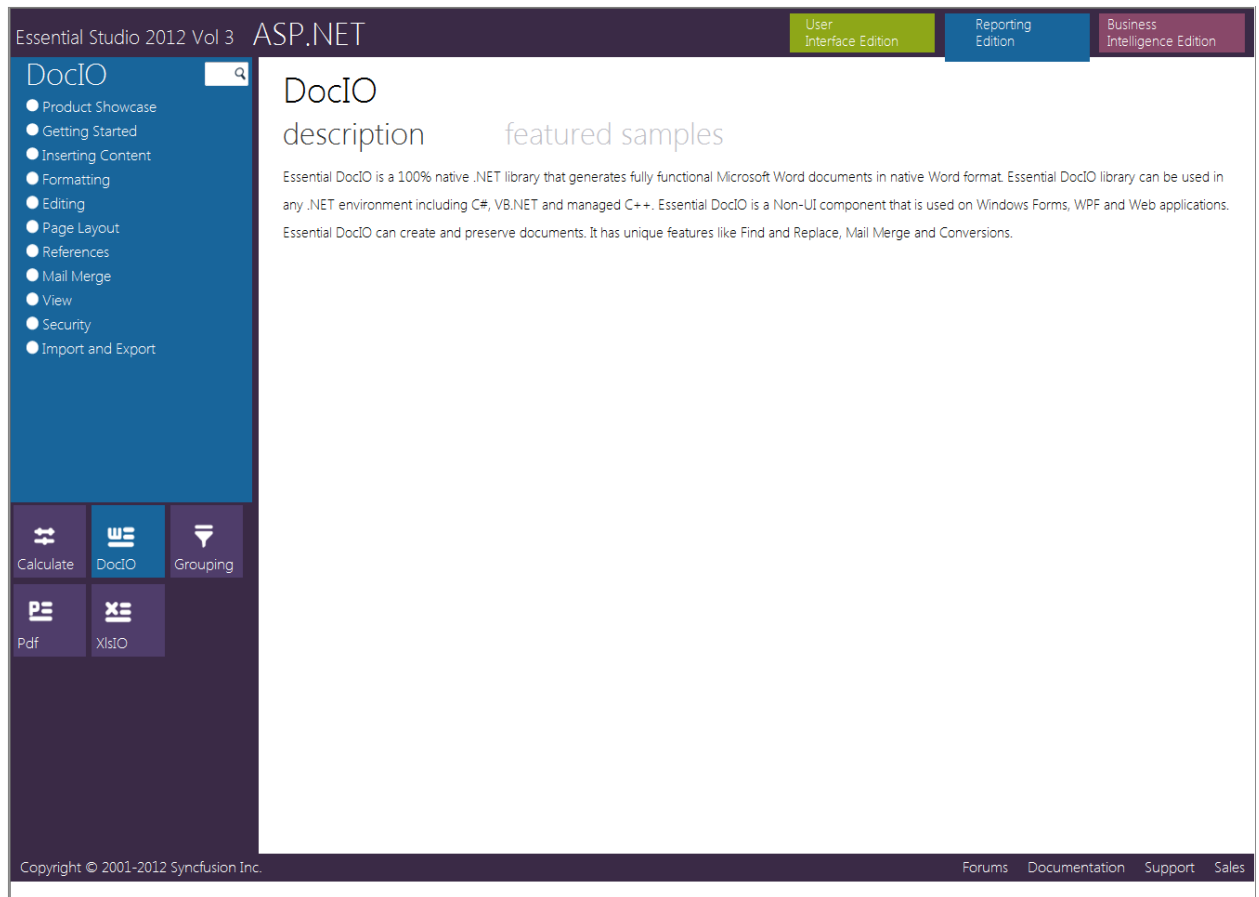 Essential Studio 2012 Vol 3 ASP.NET
User
Interface Edition
Reporting
Edition
Business
Intelligence Edition
DocIO
Product Showcase
Getting Started
Inserting Content
Formatting
Editing
Page Layout
References
Mail Merge
View
Security
Import and Export
Calculate
DocIO
Grouping
Pdf
XlsIO
DocIO
description featured samples
Essential DocIO is a 100% native .NET library that generates fully functional Microsoft Word documents in native Word format. Essential DocIO library can be used in
any .NET environment including C#, VB.NET and managed C++. Essential DocIO is a Non-UI component that is used on Windows Forms, WPF and Web applications.
Essential DocIO can create and preserve documents. It has unique features like Find and Replace, Mail Merge and Conversions.
Copyright © 2001-2012 Syncfusion Inc.
Forums Documentation Support Sales